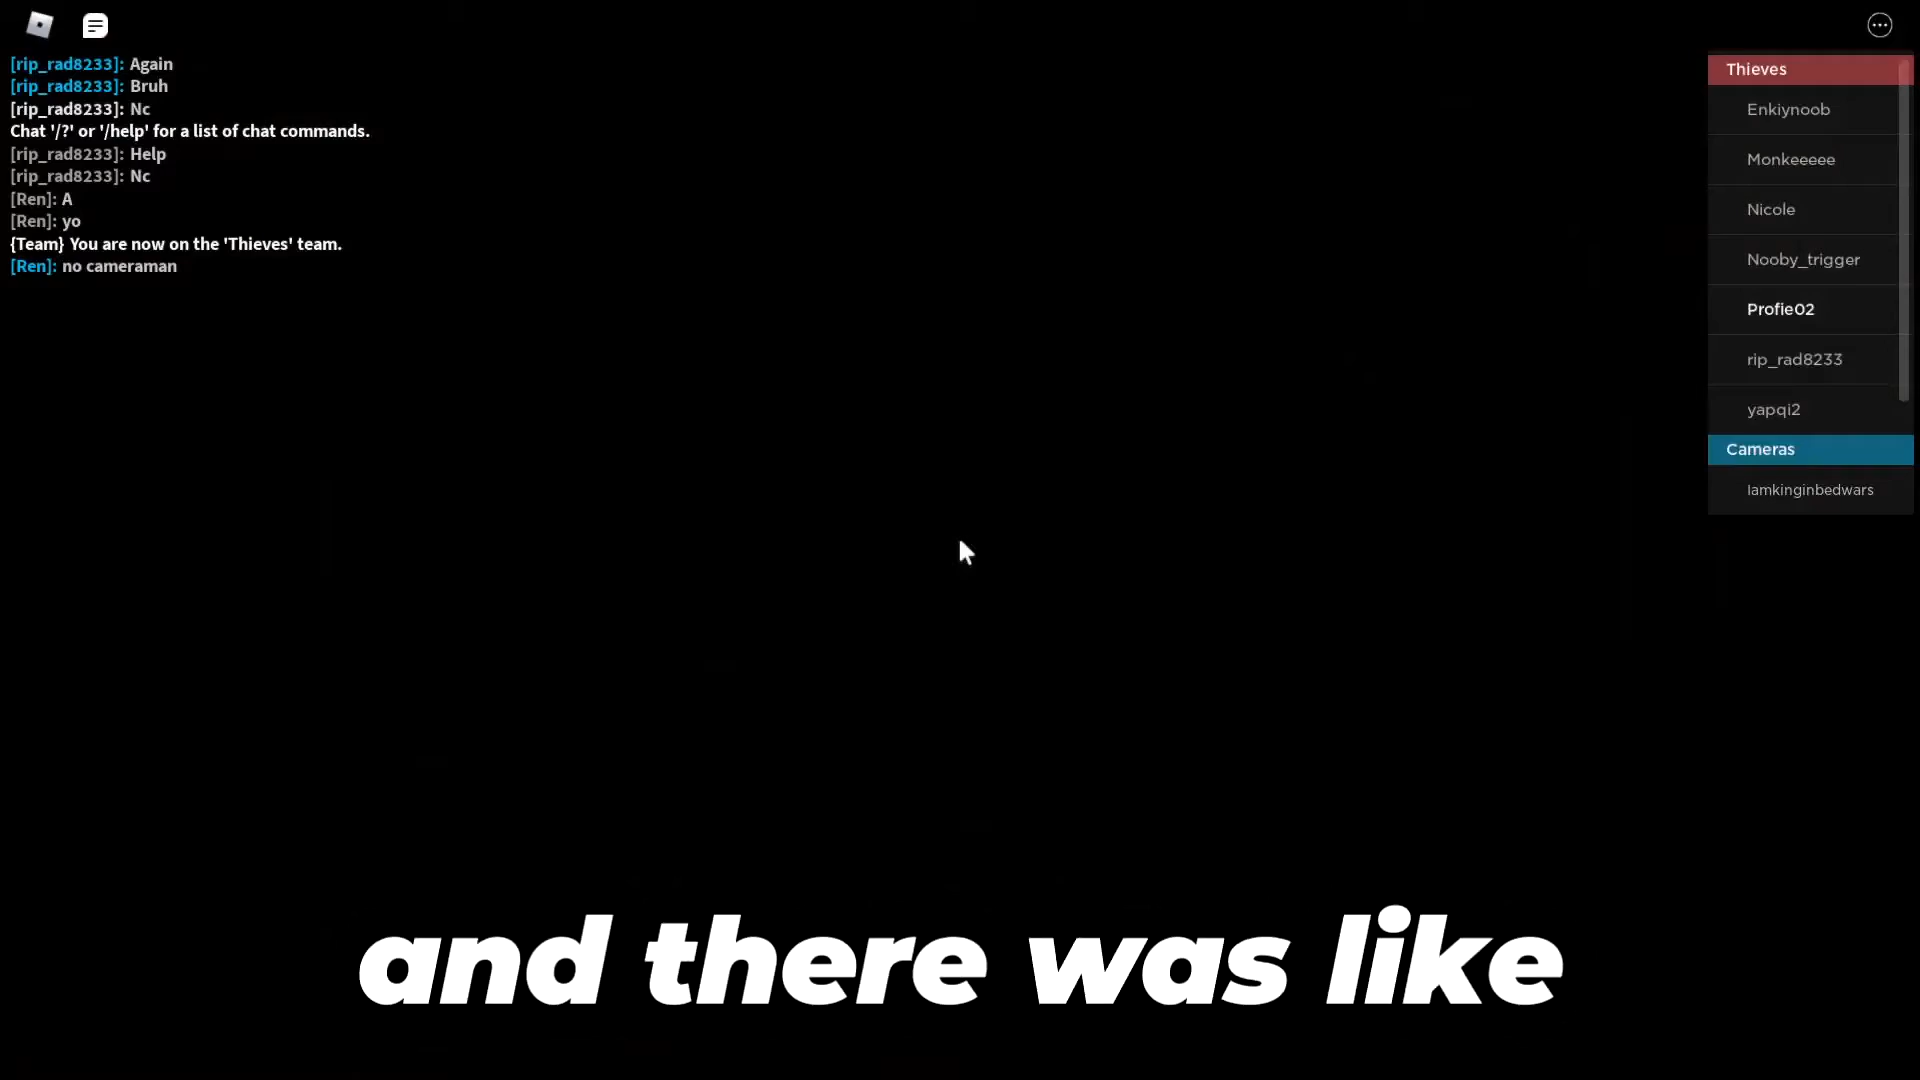 [rip_rad8233]: Again
[rip_rad8233]: Bruh
[rip_rad8233]: Nc
Chat '/?' or '/help' for a list of chat commands.
[rip_rad8233]: Help
[rip_rad8233]: Nc
[Ren]: A
[Ren]: yo
{Team} You are now on the 'Thieves' team.
[Ren]: no cameraman
Thieves
Enkiynoob
Monkeeeee
Nicole
Nooby_trigger
Profie02
rip_rad8233
yapqi2
Cameras
Iamkinginbedwars
and there was like